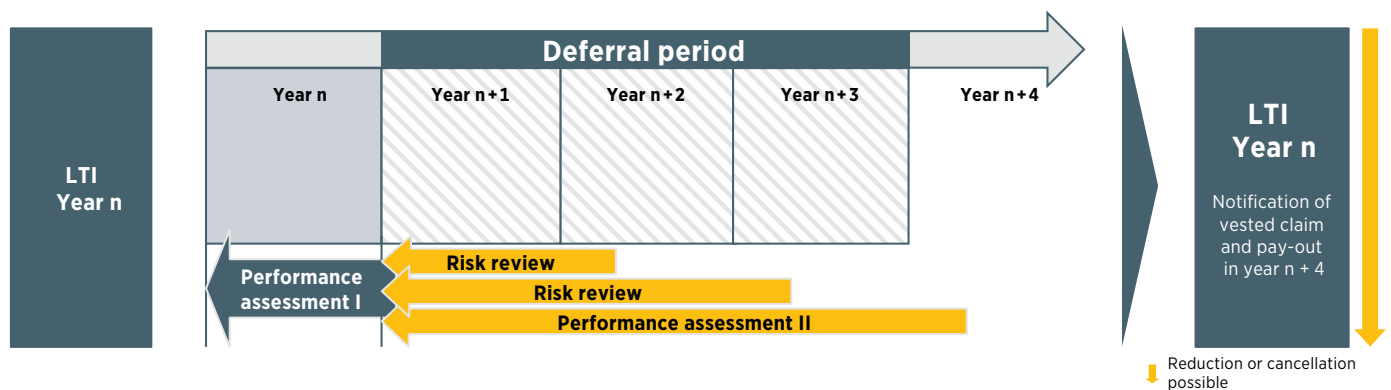 LTI
Year n
Deferral period
Year n
Year n+1
Year n+2
Year n+3
Year n+4
Performance
assessment I
Risk review
Risk review
Performance assessment II
LTI
Year n
Notification of
vested claim
and pay-out
in year n + 4
Reduction or cancellation
possible